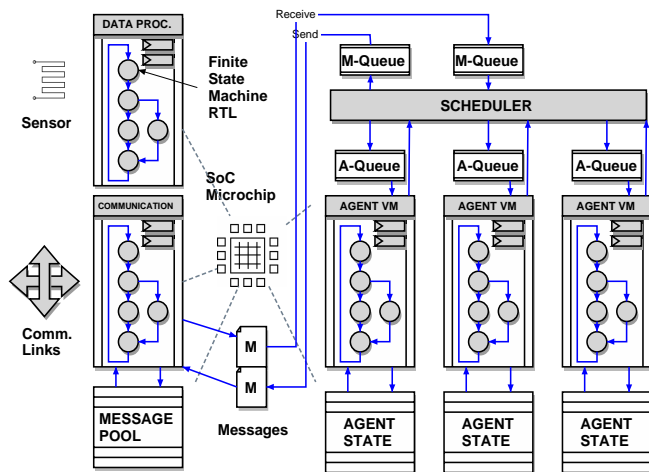 DATA PROC.
Receive
Send
Finite
State
Machine
RTL
Sensor
M-Queue
M-Queue
SCHEDULER
A-Queue
A-Queue
A-Queue
SoC
Microchip
COMMUNICATION
AGENT VM
AGENT VM
AGENT VM
Comm.
Links
M
M
Messages
MESSAGE
POOL
AGENT
STATE
AGENT
STATE
AGENT
STATE